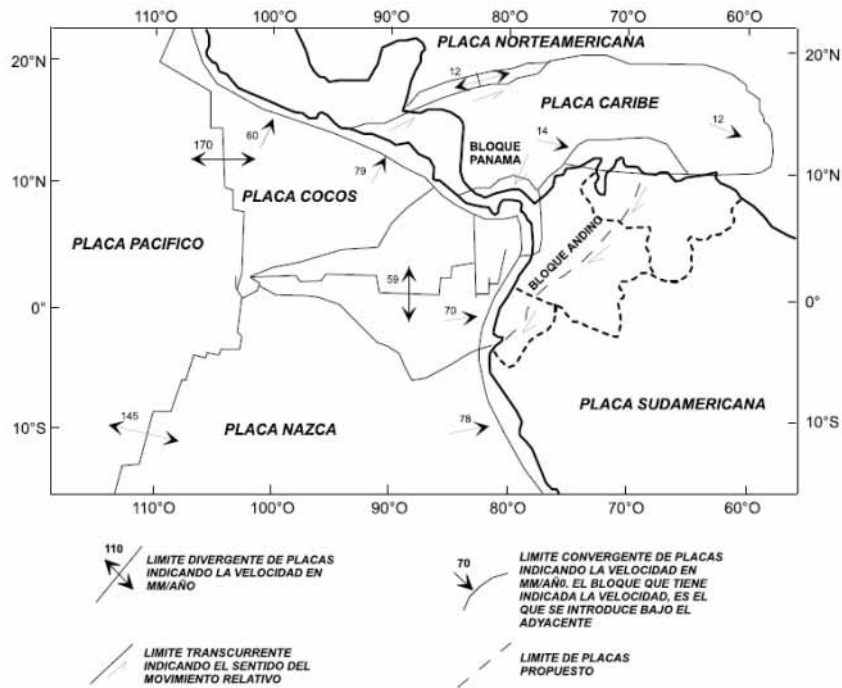 110°O 100°O 90°O 80°O 70°O 60°O
PLACA NORTEAMERICANA
20°N 20°N
12
PLACA CARIBE
12
60
14
170
BLOQUE
PANAMA
79
10°N 10°N
PLACA COCOS
PLACA PACIFICO
BLOQUE ANDINO
59
0° 0°
70
PLACA SUDAMERICANA
145
78
10°S PLACA NAZCA 10°S
110°O 100°O 90°O 80°O 70°O 60°O
110
LIMITE DIVERGENTE DE PLACAS
INDICANDO LA VELOCIDAD EN
MM/AÑO
70
LIMITE CONVERGENTE DE PLACAS
INDICANDO LA VELOCIDAD EN
MM/AÑ0. EL BLOQUE QUE TIENE
INDICADA LA VELOCIDAD, ES EL
QUE SE INTRODUCE BAJO EL
ADYACENTE
LIMITE TRANSCURRENTE
INDICANDO EL SENTIDO DEL
MOVIMIENTO RELATIVO
LIMITE DE PLACAS
PROPUESTO